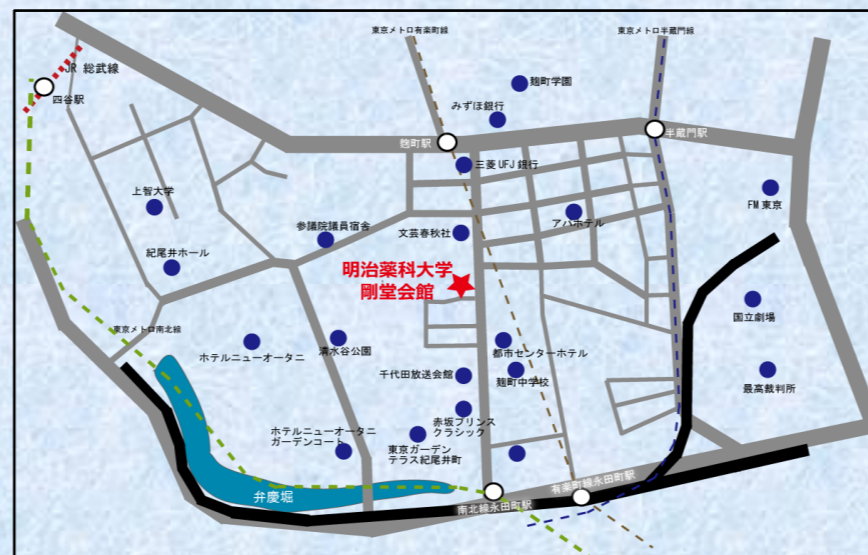 東京メトロ有楽町線
東京メトロ半蔵門線
JR 総武線
四谷駅
麹町学園
みずほ銀行
麹町駅
半蔵門駅
三菱UFJ銀行
上智大学
FM東京
アパホテル
参議院議員宿舎
文芸春秋社
紀尾井ホール
明治薬科大学
剛堂会館
国立劇場
東京メトロ南北線
ホテルニューオータニ
清水谷公園
都市センターホテル
千代田放送会館
麹町中学校
最高裁判所
赤坂プリンス
クラシック
ホテルニューオータニ
ガーデンコート
東京ガーデン
テラス紀尾井町
弁慶堀
南北線永田町駅
有楽町線永田町駅